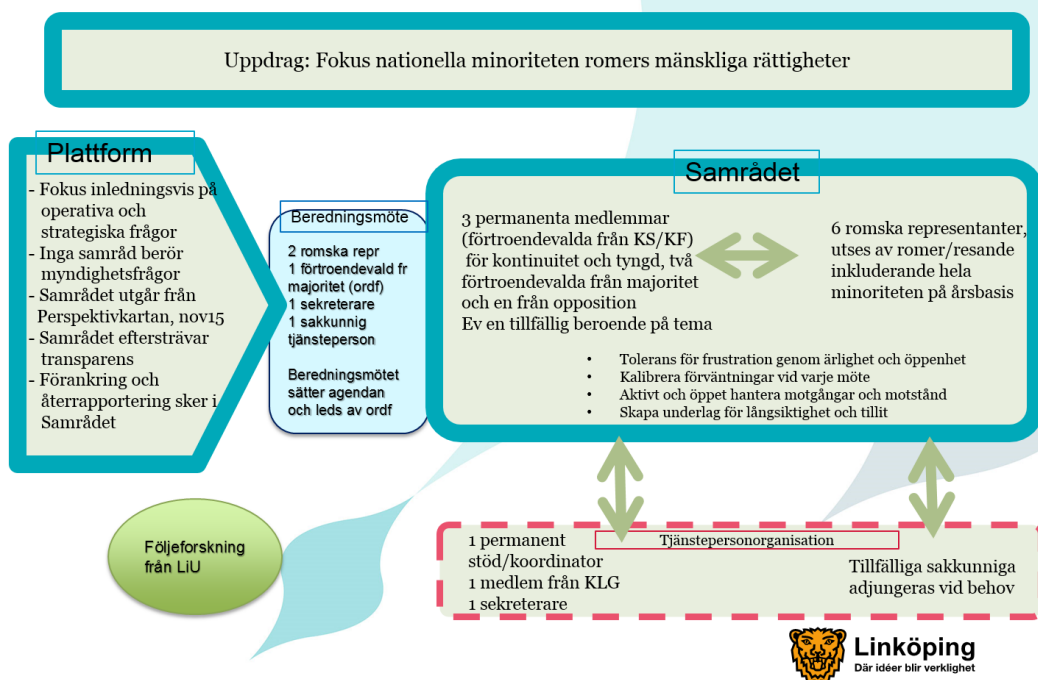 Uppdrag: Fokus nationella minoriteten romers mänskliga rättigheter
Plattform
- Fokus inledningsvis på
operativa och
strategiska frågor
- Inga samråd berör
myndighetsfrågor
- Samrådet utgår från
Perspektivkartan, nov15
- Samrådet eftersträvar
transparens
- Förankring och
återrapportering sker i
Samrådet
Beredningsmöte
2 romska repr
1 förtroendevald fr
majoritet (ordf)
1 sekreterare
1 sakkunnig
tjänsteperson
Beredningsmötet
sätter agendan
och leds av ordf
Samrådet
3 permanenta medlemmar
(förtroendevalda från KS/KF)
för kontinuitet och tyngd, två
förtroendevalda från majoritet
och en från opposition
Ev en tillfällig beroende på tema
6 romska representanter,
utses av romer/resande
inkluderande hela
minoriteten på årsbasis
• Tolerans för frustration genom ärlighet och öppenhet
• Kalibrera förväntningar vid varje möte
• Aktivt och öppet hantera motgångar och motstånd
• Skapa underlag för långsiktighet och tillit
Följeforskning
från LiU
Tjänstepersonorganisation
1 permanent
stöd/koordinator
1 medlem från KLG
1 sekreterare
Tillfälliga sakkunniga
adjungeras vid behov
Linköping
Där idéer blir verklighet